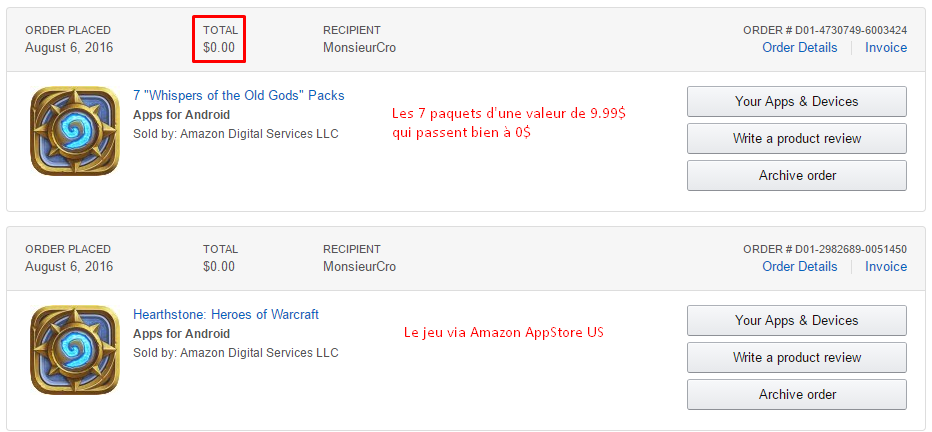 ORDER PLACED TOTAL RECIPIENT ORDER # D01-4730749-6003424
August 6, 2016 $0.00 MonsieurCro Order Details Invoice
7 "Whispers of the Old Gods" Packs
Apps for Android
Sold by: Amazon Digital Services LLC
Les 7 paquets d'une valeur de 9.99$
qui passent bien à 0$
Your Apps & Devices
Write a product review
Archive order
ORDER PLACED TOTAL RECIPIENT ORDER # D01-2982689-0051450
August 6, 2016 $0.00 MonsieurCro Order Details Invoice
Hearthstone: Heroes of Warcraft
Apps for Android
Sold by: Amazon Digital Services LLC
Le jeu via Amazon AppStore US
Your Apps & Devices
Write a product review
Archive order